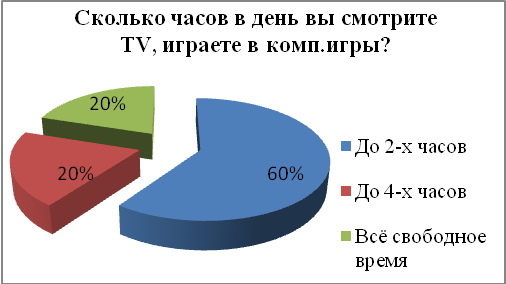 Сколько часов в день вы смотрите
TV, играете в комп.игры?
20%
20%
60%
До 2-х часов
До 4-х часов
Всё свободное
время